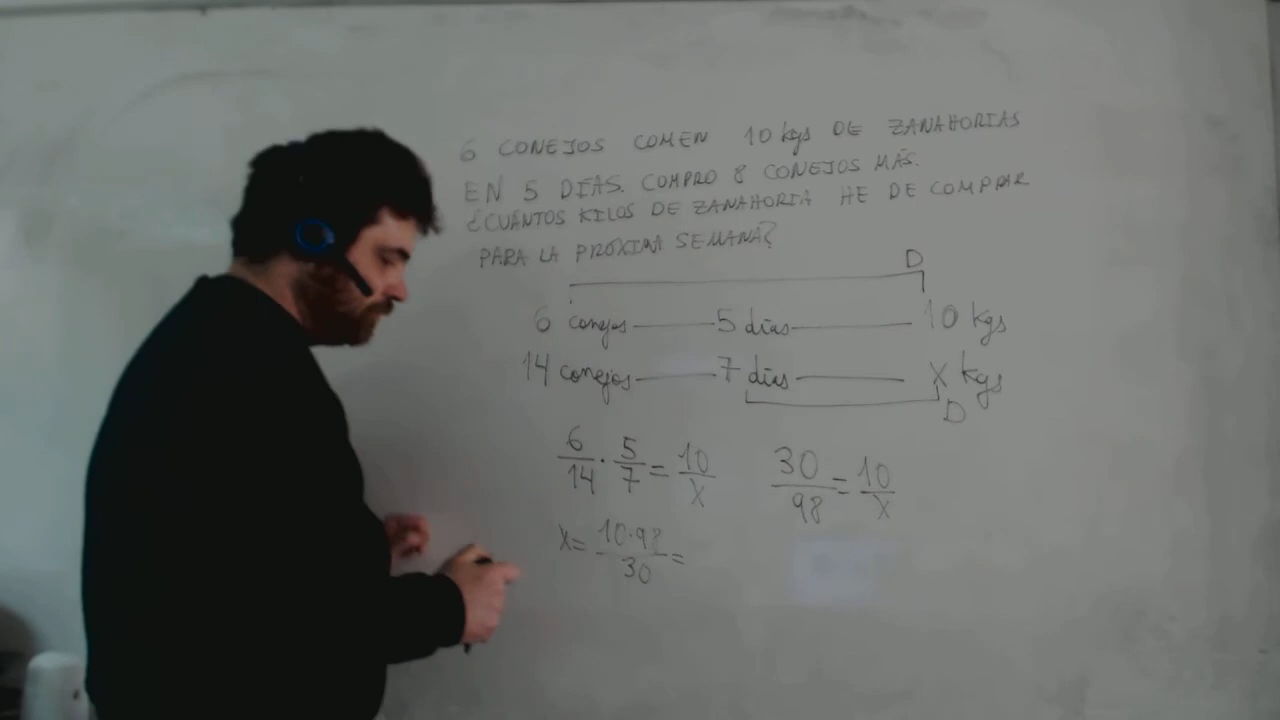 6 CONEJOS COMEN 10 kgs DE ZANAHORIAS
EN 5 DÍAS. COMPRO 8 CONEJOS MÁS.
¿CUÁNTOS KILOS DE ZANAHORIA HE DE COMPRAR
PARA LA PRÓXIMA SEMANA?
D
6 conejos — 5 días — 10 kgs
14 conejos — 7 días — X kgs
D
6/14 · 5/7 = 10/X 30/98 = 10/X
X = 10·98/30 =